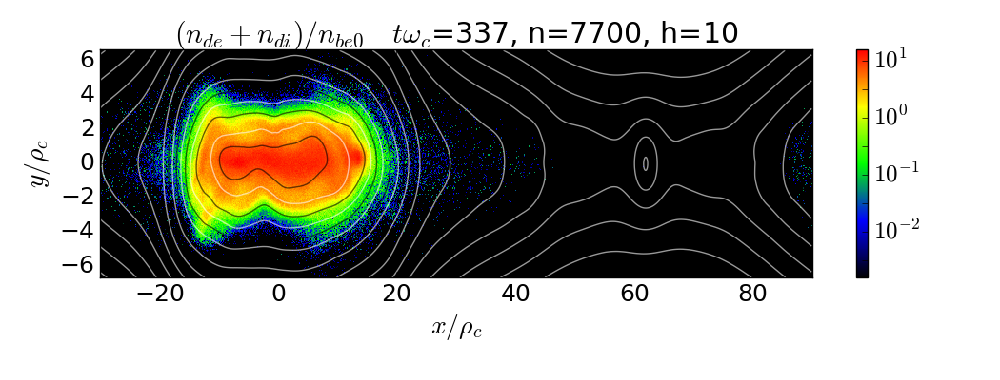 (n_de + n_di)/n_be0 tω_c=337, n=7700, h=10
6
4
2
0
−2
−4
−6
y/ρ_c
−20 0 20 40 60 80
x/ρ_c
10^1
10^0
10^−1
10^−2